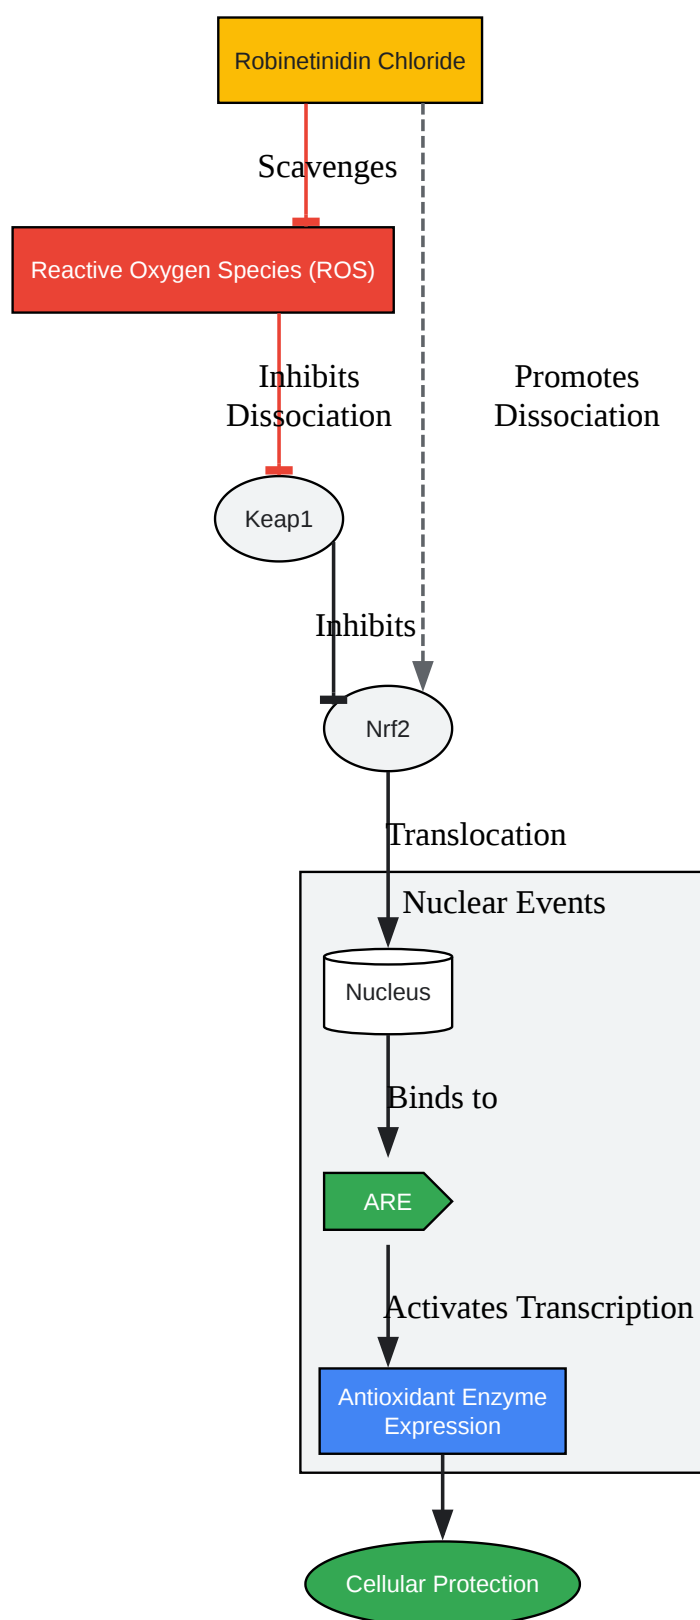 Robinetinidin Chloride
Scavenges
Reactive Oxygen Species (ROS)
Inhibits
Dissociation
Promotes
Dissociation
Keap1
Inhibits
Nrf2
Translocation
Nuclear Events
Nucleus
Binds to
ARE
Activates Transcription
Antioxidant Enzyme
Expression
Cellular Protection